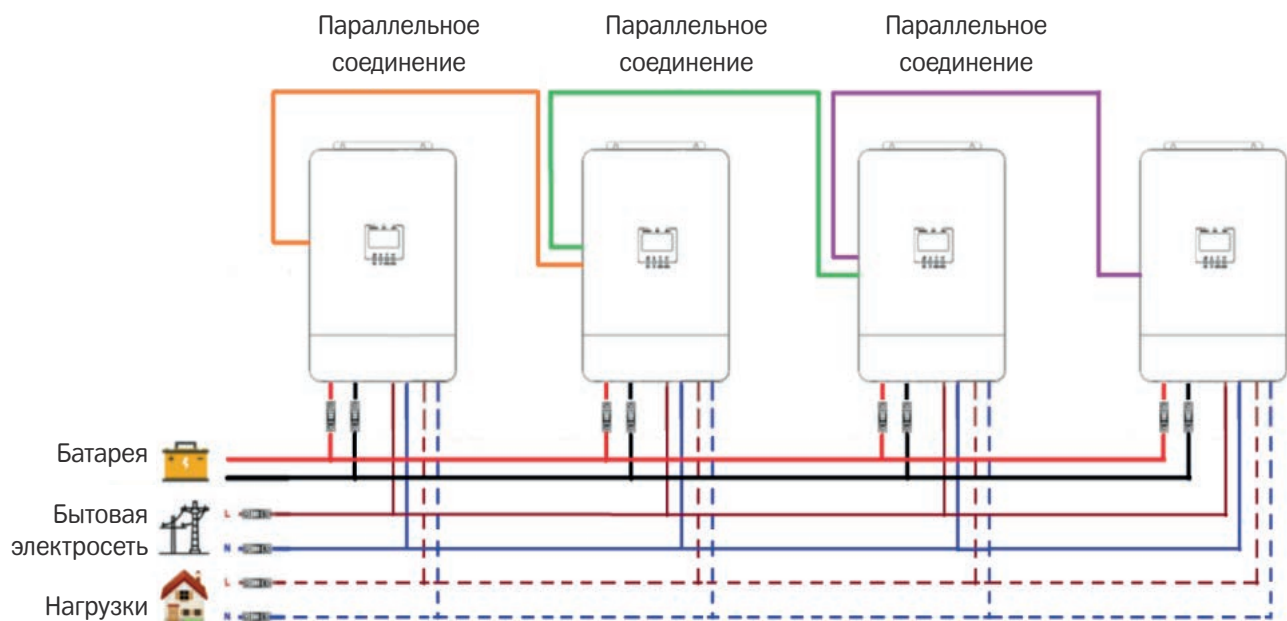 Параллельное
соединение
Параллельное
соединение
Параллельное
соединение
Батарея
Бытовая
электросеть
L
N
Нагрузки
L
N